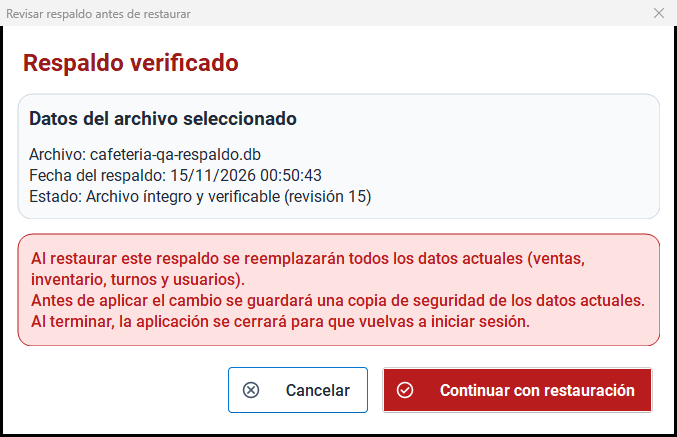 Revisar respaldo antes de restaurar
Respaldo verificado
Datos del archivo seleccionado
Archivo: cafeteria-qa-respaldo.db
Fecha del respaldo: 15/11/2026 00:50:43
Estado: Archivo íntegro y verificable (revisión 15)
Al restaurar este respaldo se reemplazarán todos los datos actuales (ventas,
inventario, turnos y usuarios).
Antes de aplicar el cambio se guardará una copia de seguridad de los datos actuales.
Al terminar, la aplicación se cerrará para que vuelvas a iniciar sesión.
Cancelar
Continuar con restauración